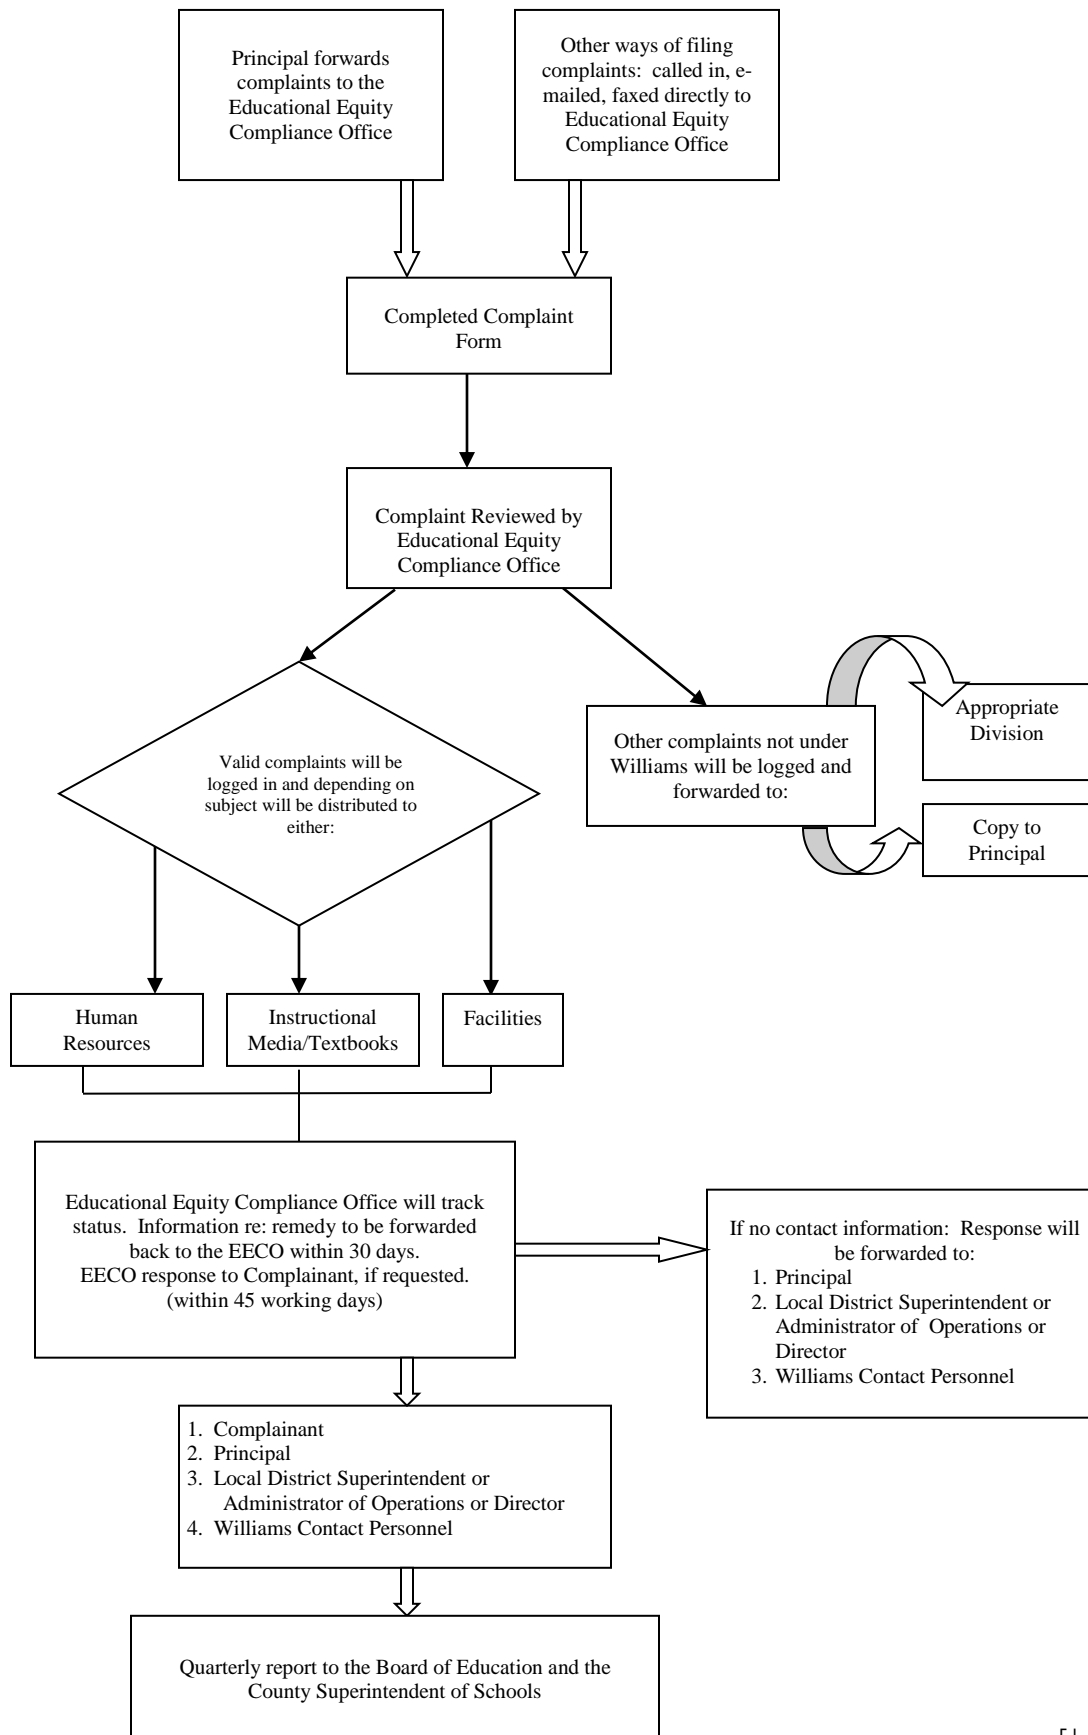 Principal forwards
complaints to the
Educational Equity
Compliance Office
Other ways of filing
complaints: called in, e-
mailed, faxed directly to
Educational Equity
Compliance Office
Completed Complaint
Form
Complaint Reviewed by
Educational Equity
Compliance Office
Valid complaints will be
logged in and depending on
subject will be distributed to
either:
Other complaints not under
Williams will be logged and
forwarded to:
Appropriate
Division
Copy to
Principal
Human
Resources
Instructional
Media/Textbooks
Facilities
Educational Equity Compliance Office will track
status. Information re: remedy to be forwarded
back to the EECO within 30 days.
EECO response to Complainant, if requested.
(within 45 working days)
If no contact information: Response will
be forwarded to:
1. Principal
2. Local District Superintendent or
Administrator of Operations or
Director
3. Williams Contact Personnel
1. Complainant
2. Principal
3. Local District Superintendent or
Administrator of Operations or Director
4. Williams Contact Personnel
Quarterly report to the Board of Education and the
County Superintendent of Schools